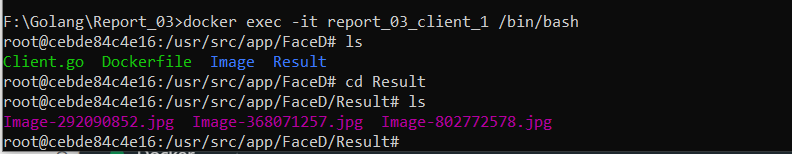 F:\Golang\Report_03>docker exec -it report_03_client_1 /bin/bash
root@cebde84c4e16:/usr/src/app/FaceD# ls
Client.go  Dockerfile  Image  Result
root@cebde84c4e16:/usr/src/app/FaceD# cd Result
root@cebde84c4e16:/usr/src/app/FaceD/Result# ls
Image-292090852.jpg  Image-368071257.jpg  Image-802772578.jpg
root@cebde84c4e16:/usr/src/app/FaceD/Result#